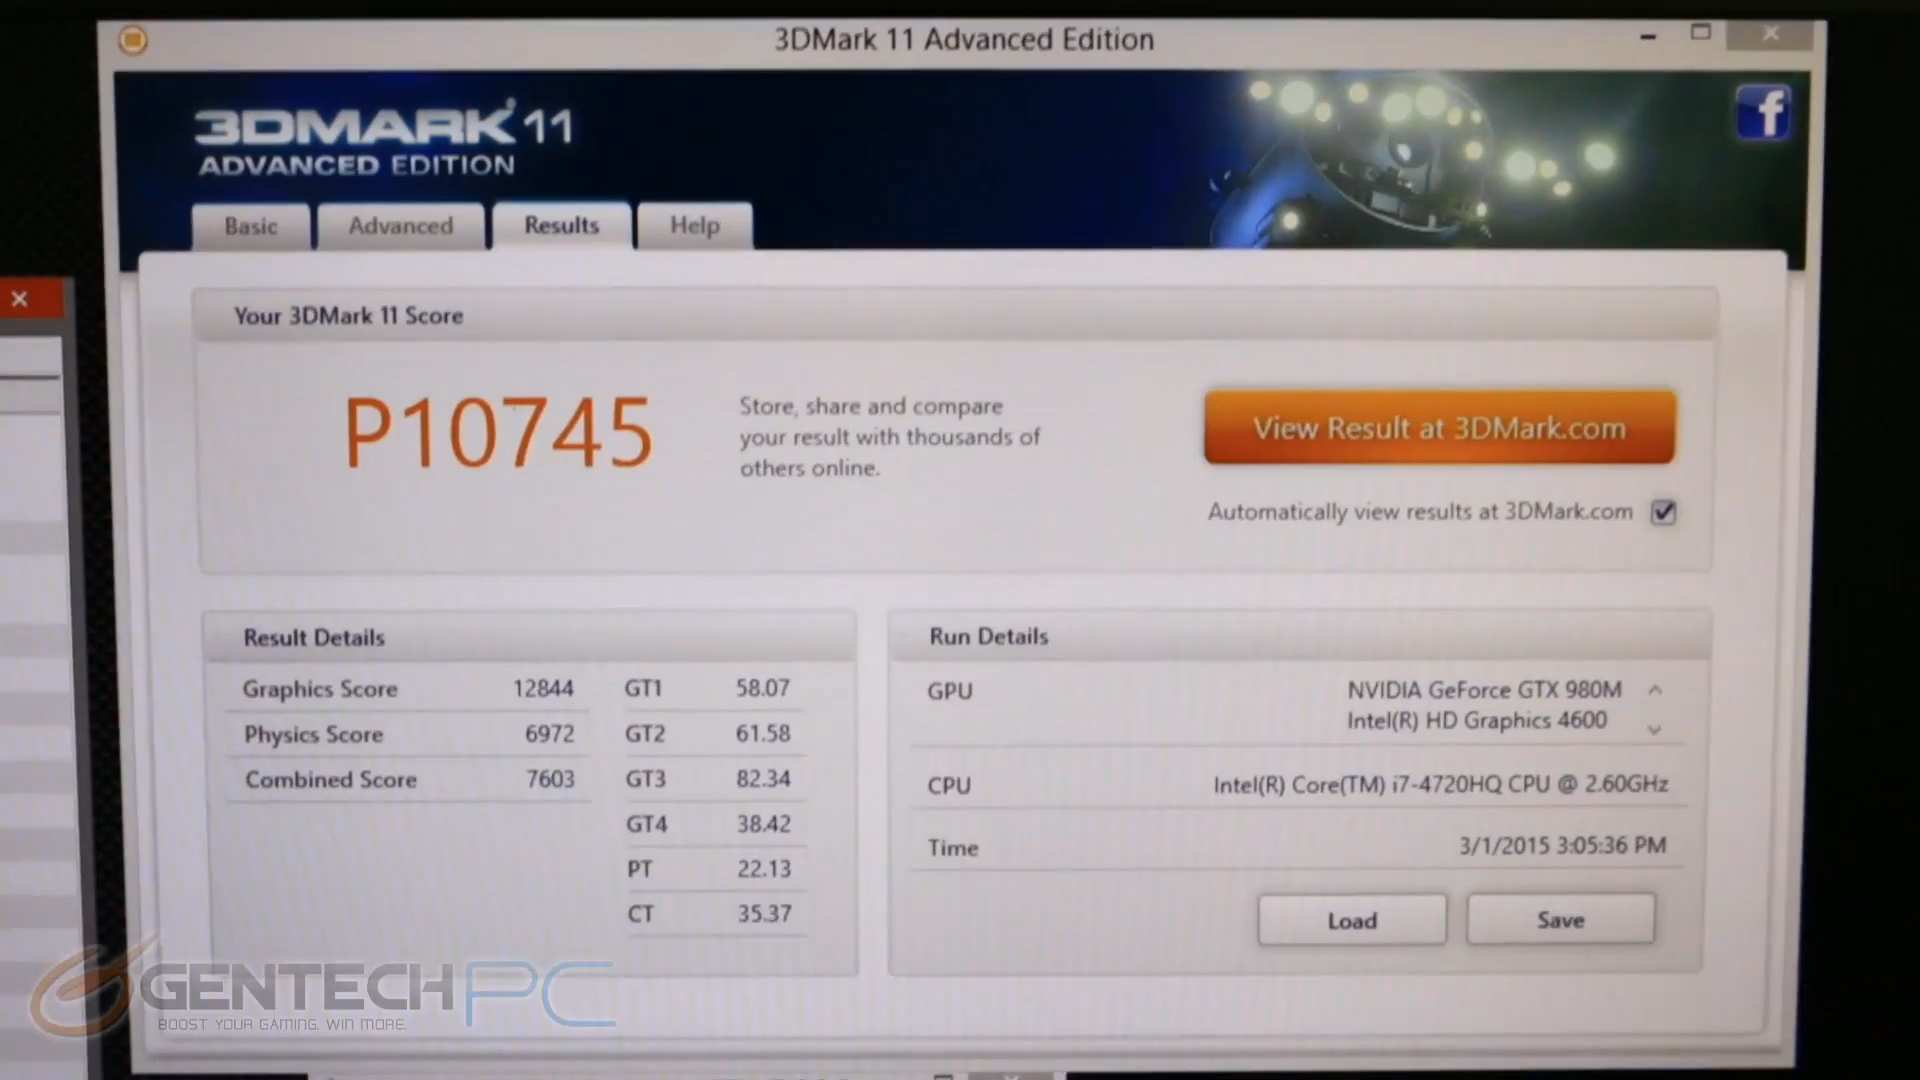 3DMark 11 Advanced Edition
3DMARK 11
ADVANCED EDITION
f
Basic
Advanced
Results
Help
Your 3DMark 11 Score
P10745
Store, share and compare
your result with thousands of
others online.
View Result at 3DMark.com
Automatically view results at 3DMark.com
Result Details
Graphics Score 12844 GT1 58.07
Physics Score 6972 GT2 61.58
Combined Score 7603 GT3 82.34
GT4 38.42
PT 22.13
CT 35.37
Run Details
GPU NVIDIA GeForce GTX 980M
Intel(R) HD Graphics 4600
CPU Intel(R) Core(TM) i7-4720HQ CPU @ 2.60GHz
Time 3/1/2015 3:05:36 PM
Load
Save
GENTECH PC
BOOST YOUR GAMING. WIN MORE.